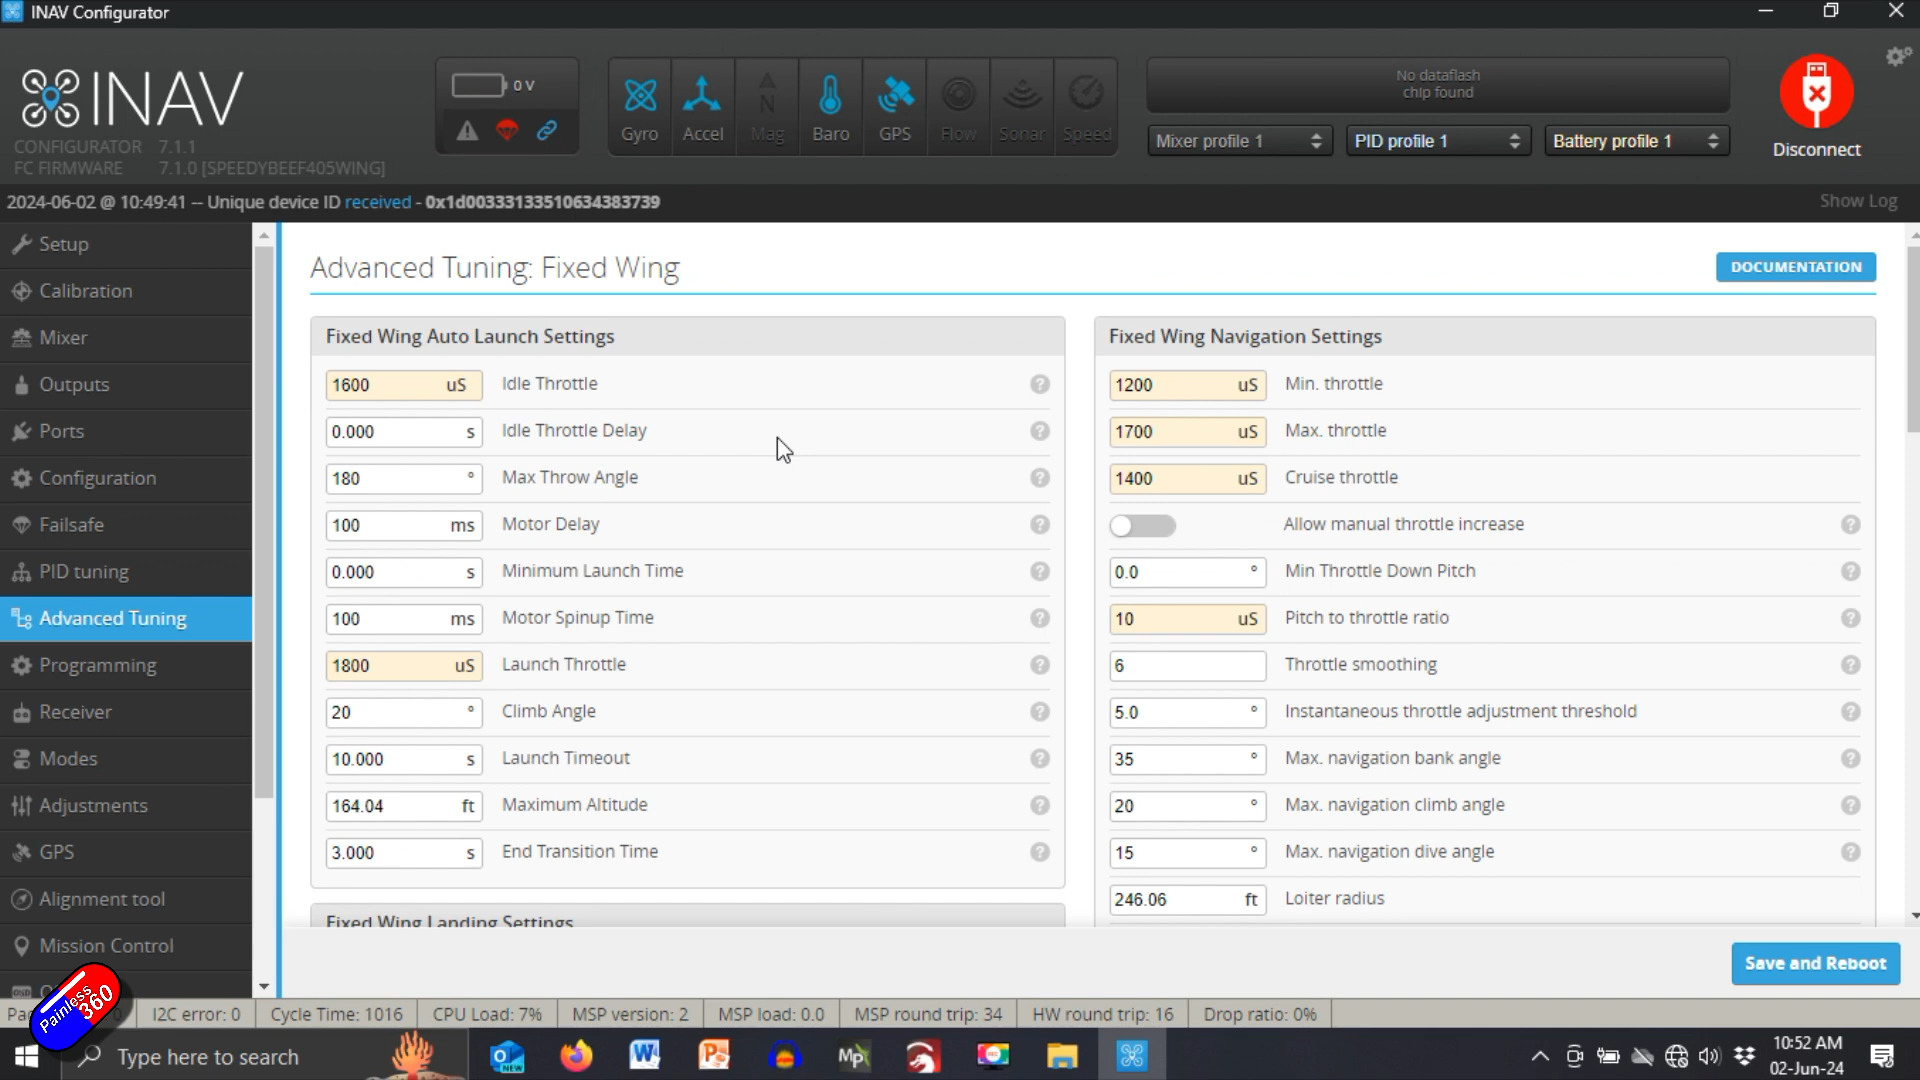 INAV Configurator
INAV
CONFIGURATOR 7.1.1
FC FIRMWARE 7.1.0 [SPEEDYBEEF405WING]
0 V
Gyro
Accel
Mag
Baro
GPS
Flow
Sonar
Speed
No dataflash
chip found
Mixer profile 1
PID profile 1
Battery profile 1
Disconnect
2024-06-02 @ 10:49:41 -- Unique device ID received - 0x1d00333133510634383739
Show Log
Setup
Calibration
Mixer
Outputs
Ports
Configuration
Failsafe
PID tuning
Advanced Tuning
Programming
Receiver
Modes
Adjustments
GPS
Alignment tool
Mission Control
Advanced Tuning: Fixed Wing
DOCUMENTATION
Fixed Wing Auto Launch Settings
1600 uS Idle Throttle
0.000 s Idle Throttle Delay
180 ° Max Throw Angle
100 ms Motor Delay
0.000 s Minimum Launch Time
100 ms Motor Spinup Time
1800 uS Launch Throttle
20 ° Climb Angle
10.000 s Launch Timeout
164.04 ft Maximum Altitude
3.000 s End Transition Time
Fixed Wing Landing Settings
Fixed Wing Navigation Settings
1200 uS Min. throttle
1700 uS Max. throttle
1400 uS Cruise throttle
Allow manual throttle increase
0.0 ° Min Throttle Down Pitch
10 uS Pitch to throttle ratio
6 Throttle smoothing
5.0 ° Instantaneous throttle adjustment threshold
35 ° Max. navigation bank angle
20 ° Max. navigation climb angle
15 ° Max. navigation dive angle
246.06 ft Loiter radius
Save and Reboot
I2C error: 0
Cycle Time: 1016
CPU Load: 7%
MSP version: 2
MSP load: 0.0
MSP round trip: 34
HW round trip: 16
Drop ratio: 0%
Painless
360
Type here to search
NEW
Mp
10:52 AM
02-Jun-24